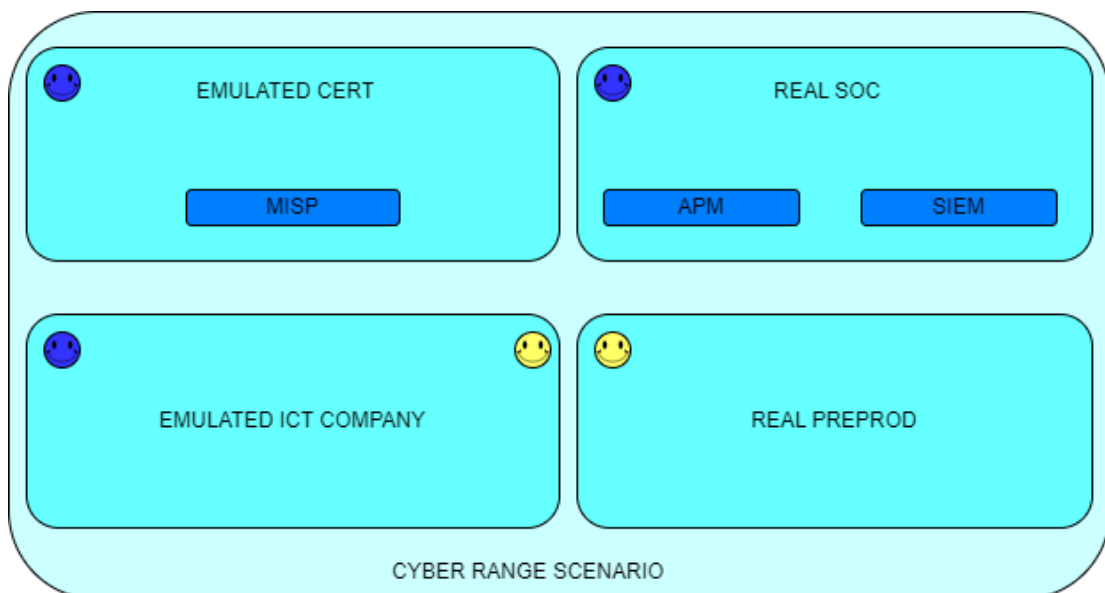 EMULATED CERT
REAL SOC
MISP
APM
SIEM
EMULATED ICT COMPANY
REAL PREPROD
CYBER RANGE SCENARIO